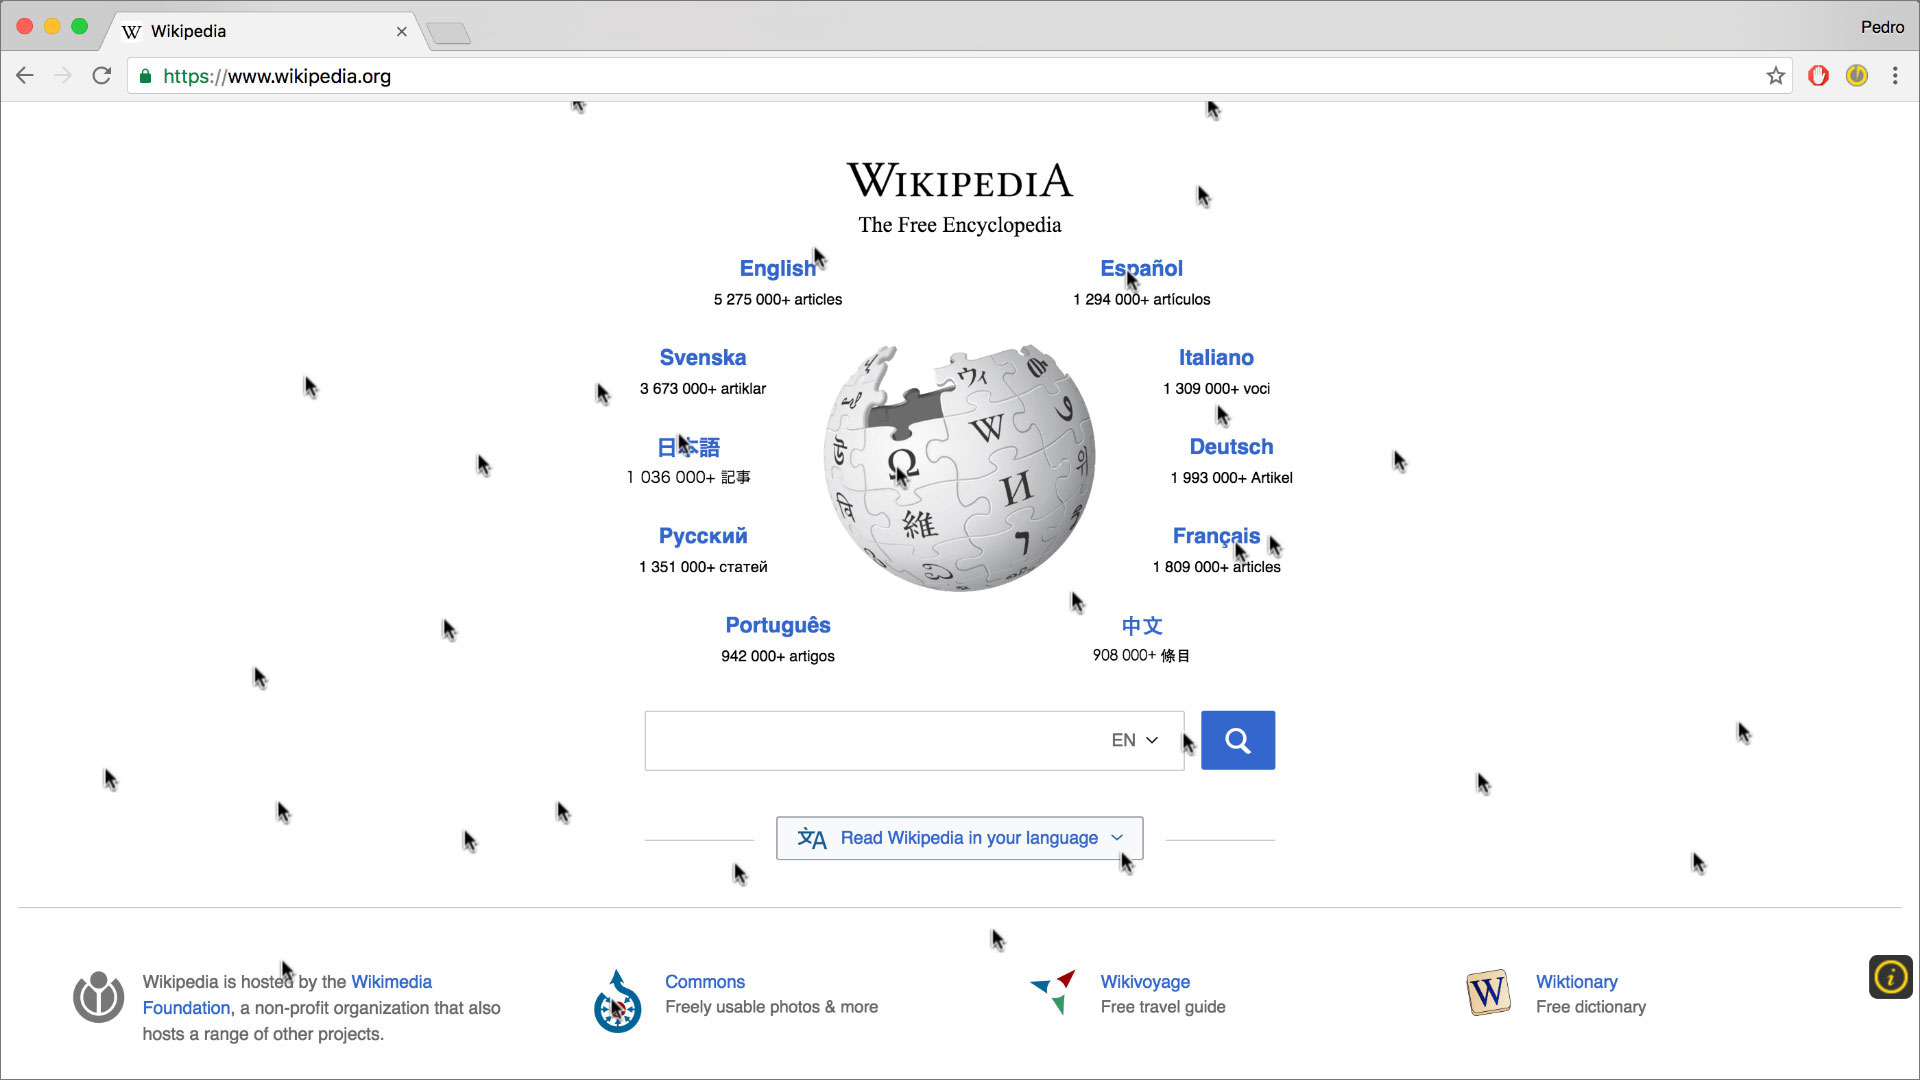 Wikipedia
Pedro
https://www.wikipedia.org
WIKIPEDIA
The Free Encyclopedia
English
5 275 000+ articles
Español
1 294 000+ artículos
Svenska
3 673 000+ artiklar
Italiano
1 309 000+ voci
日本語
1 036 000+ 記事
Deutsch
1 993 000+ Artikel
Русский
1 351 000+ статей
Français
1 809 000+ articles
Português
942 000+ artigos
中文
908 000+ 條目
Ω
W
И
維
ウィ
EN
文A Read Wikipedia in your language
Wikipedia is hosted by the Wikimedia
Foundation, a non-profit organization that also
hosts a range of other projects.
Commons
Freely usable photos & more
Wikivoyage
Free travel guide
W
Wiktionary
Free dictionary